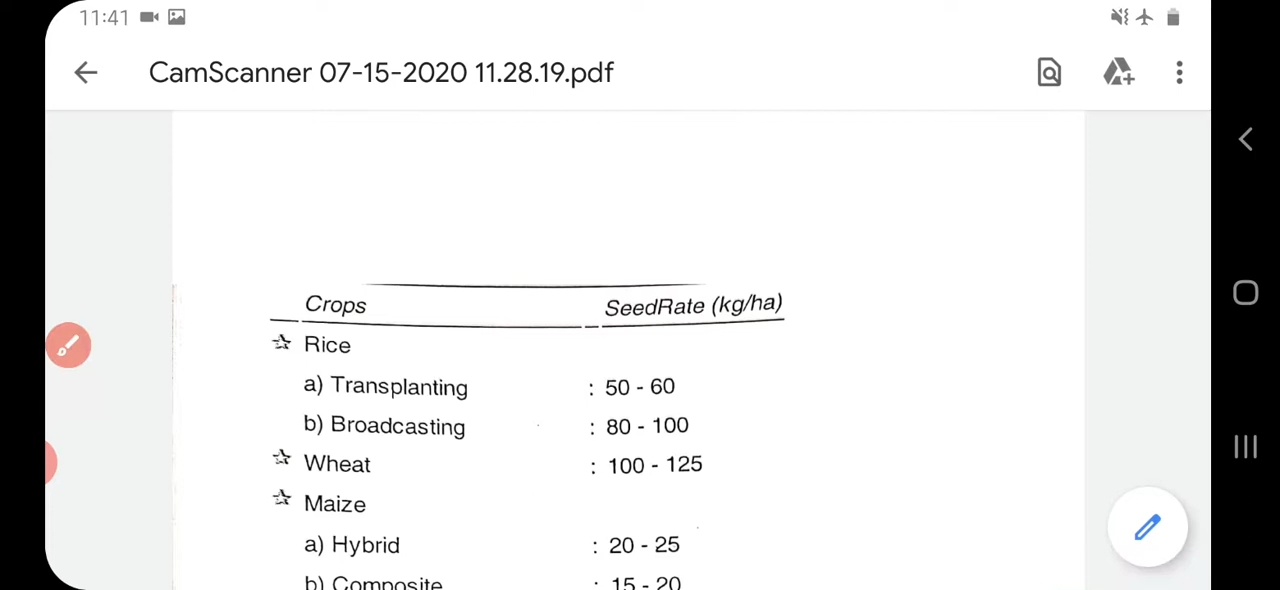 11:41
CamScanner 07-15-2020 11.28.19.pdf
Crops SeedRate (kg/ha)
☆ Rice
a) Transplanting : 50 - 60
b) Broadcasting : 80 - 100
☆ Wheat : 100 - 125
☆ Maize
a) Hybrid : 20 - 25
b) Composite : 15 - 20